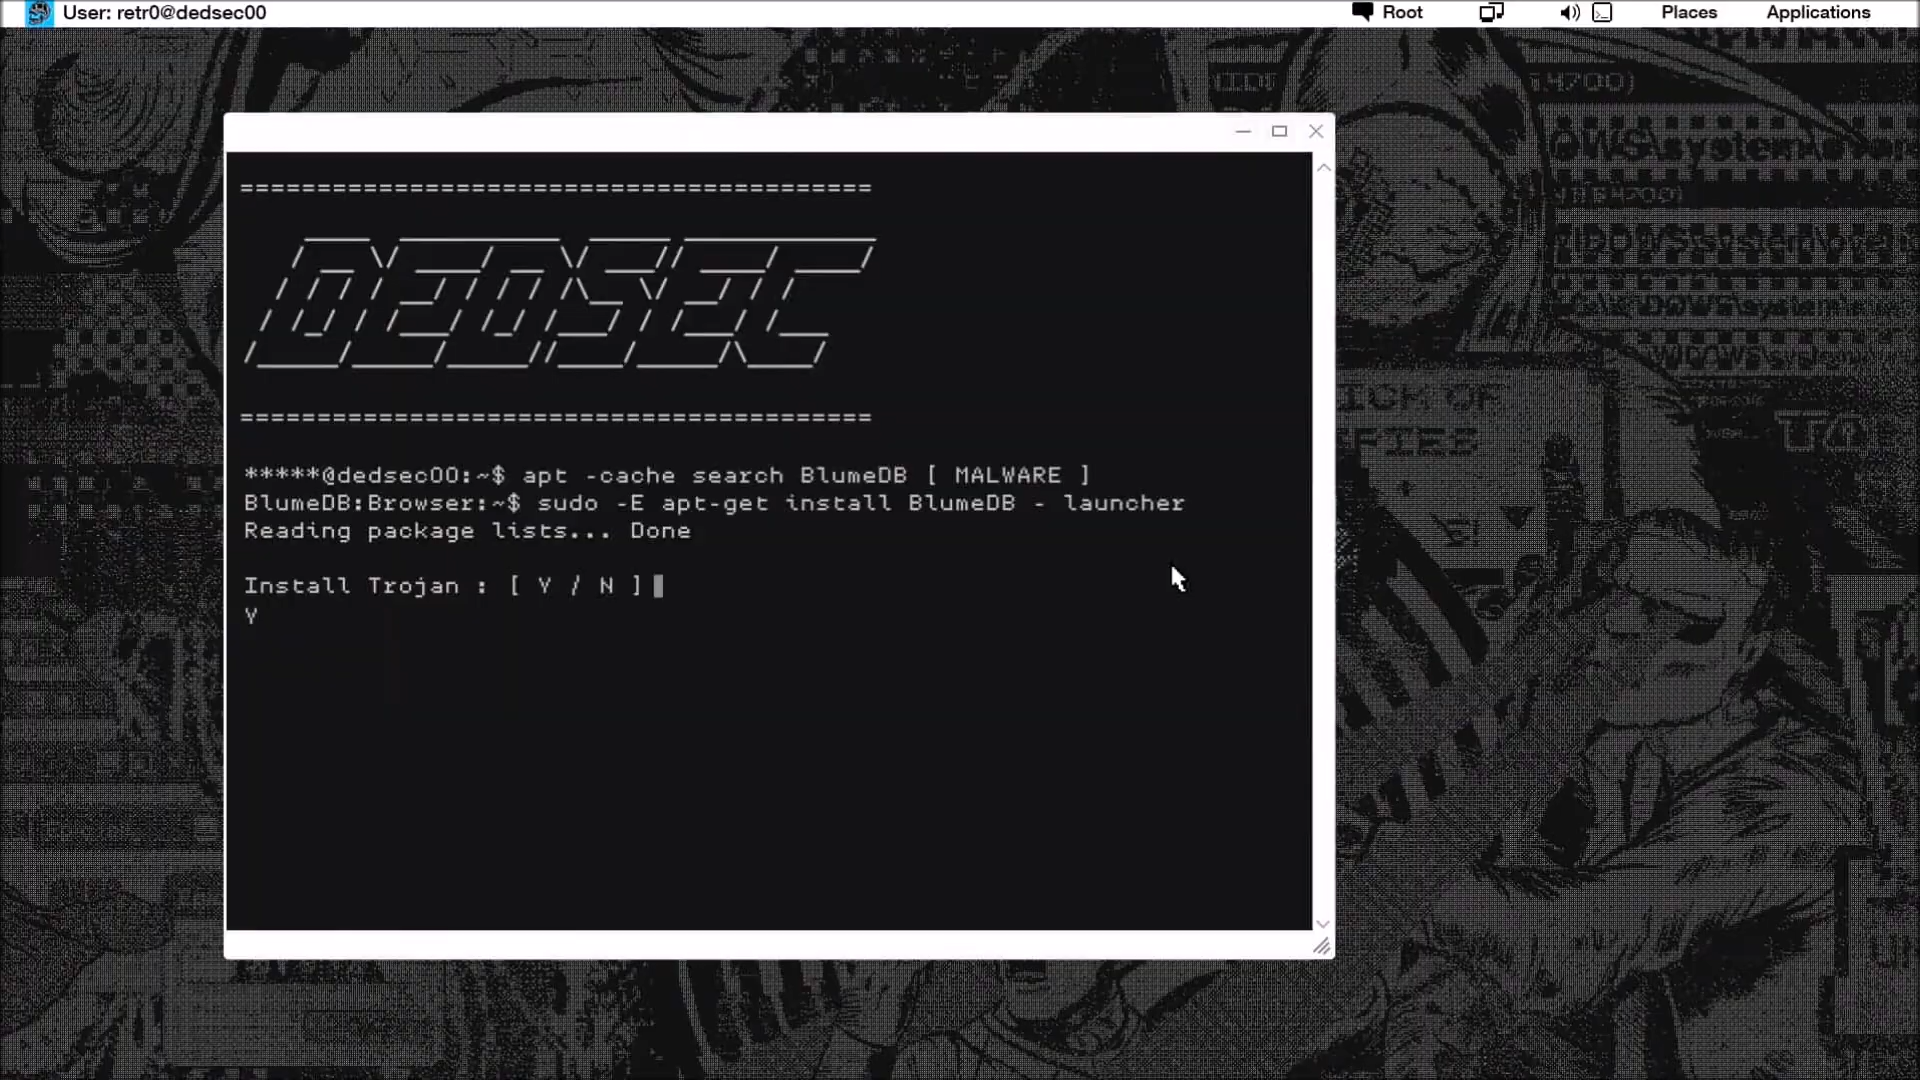 User: retr0@dedsec00
Root
Places
Applications
=========================================
DEDSEC
=========================================
*****@dedsec00:~$ apt -cache search BlumeDB [ MALWARE ]
BlumeDB:Browser:~$ sudo -E apt-get install BlumeDB - launcher
Reading package lists... Done
Install Trojan : [ Y / N ]
Y